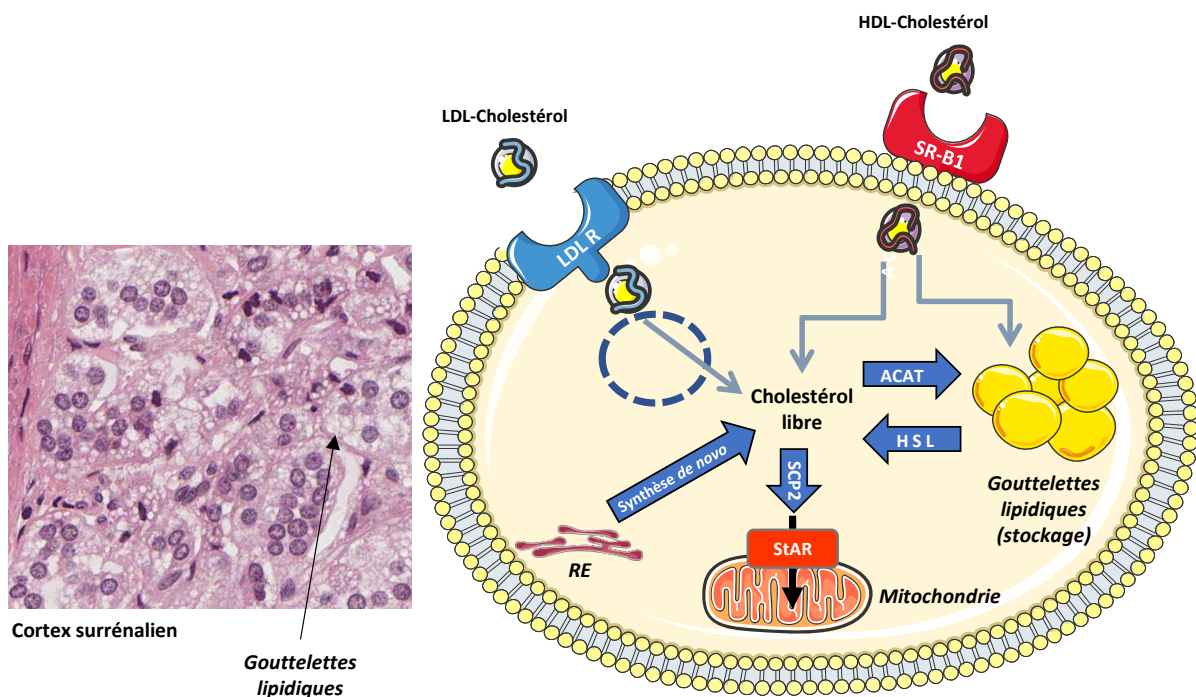 HDL-Cholestérol
LDL-Cholestérol
SR-B1
LDL R
ACAT
Cholestérol
libre
H S L
Synthèse de novo
SCP2
Gouttelettes
lipidiques
(stockage)
StAR
RE
Mitochondrie
Cortex surrénalien
Gouttelettes
lipidiques